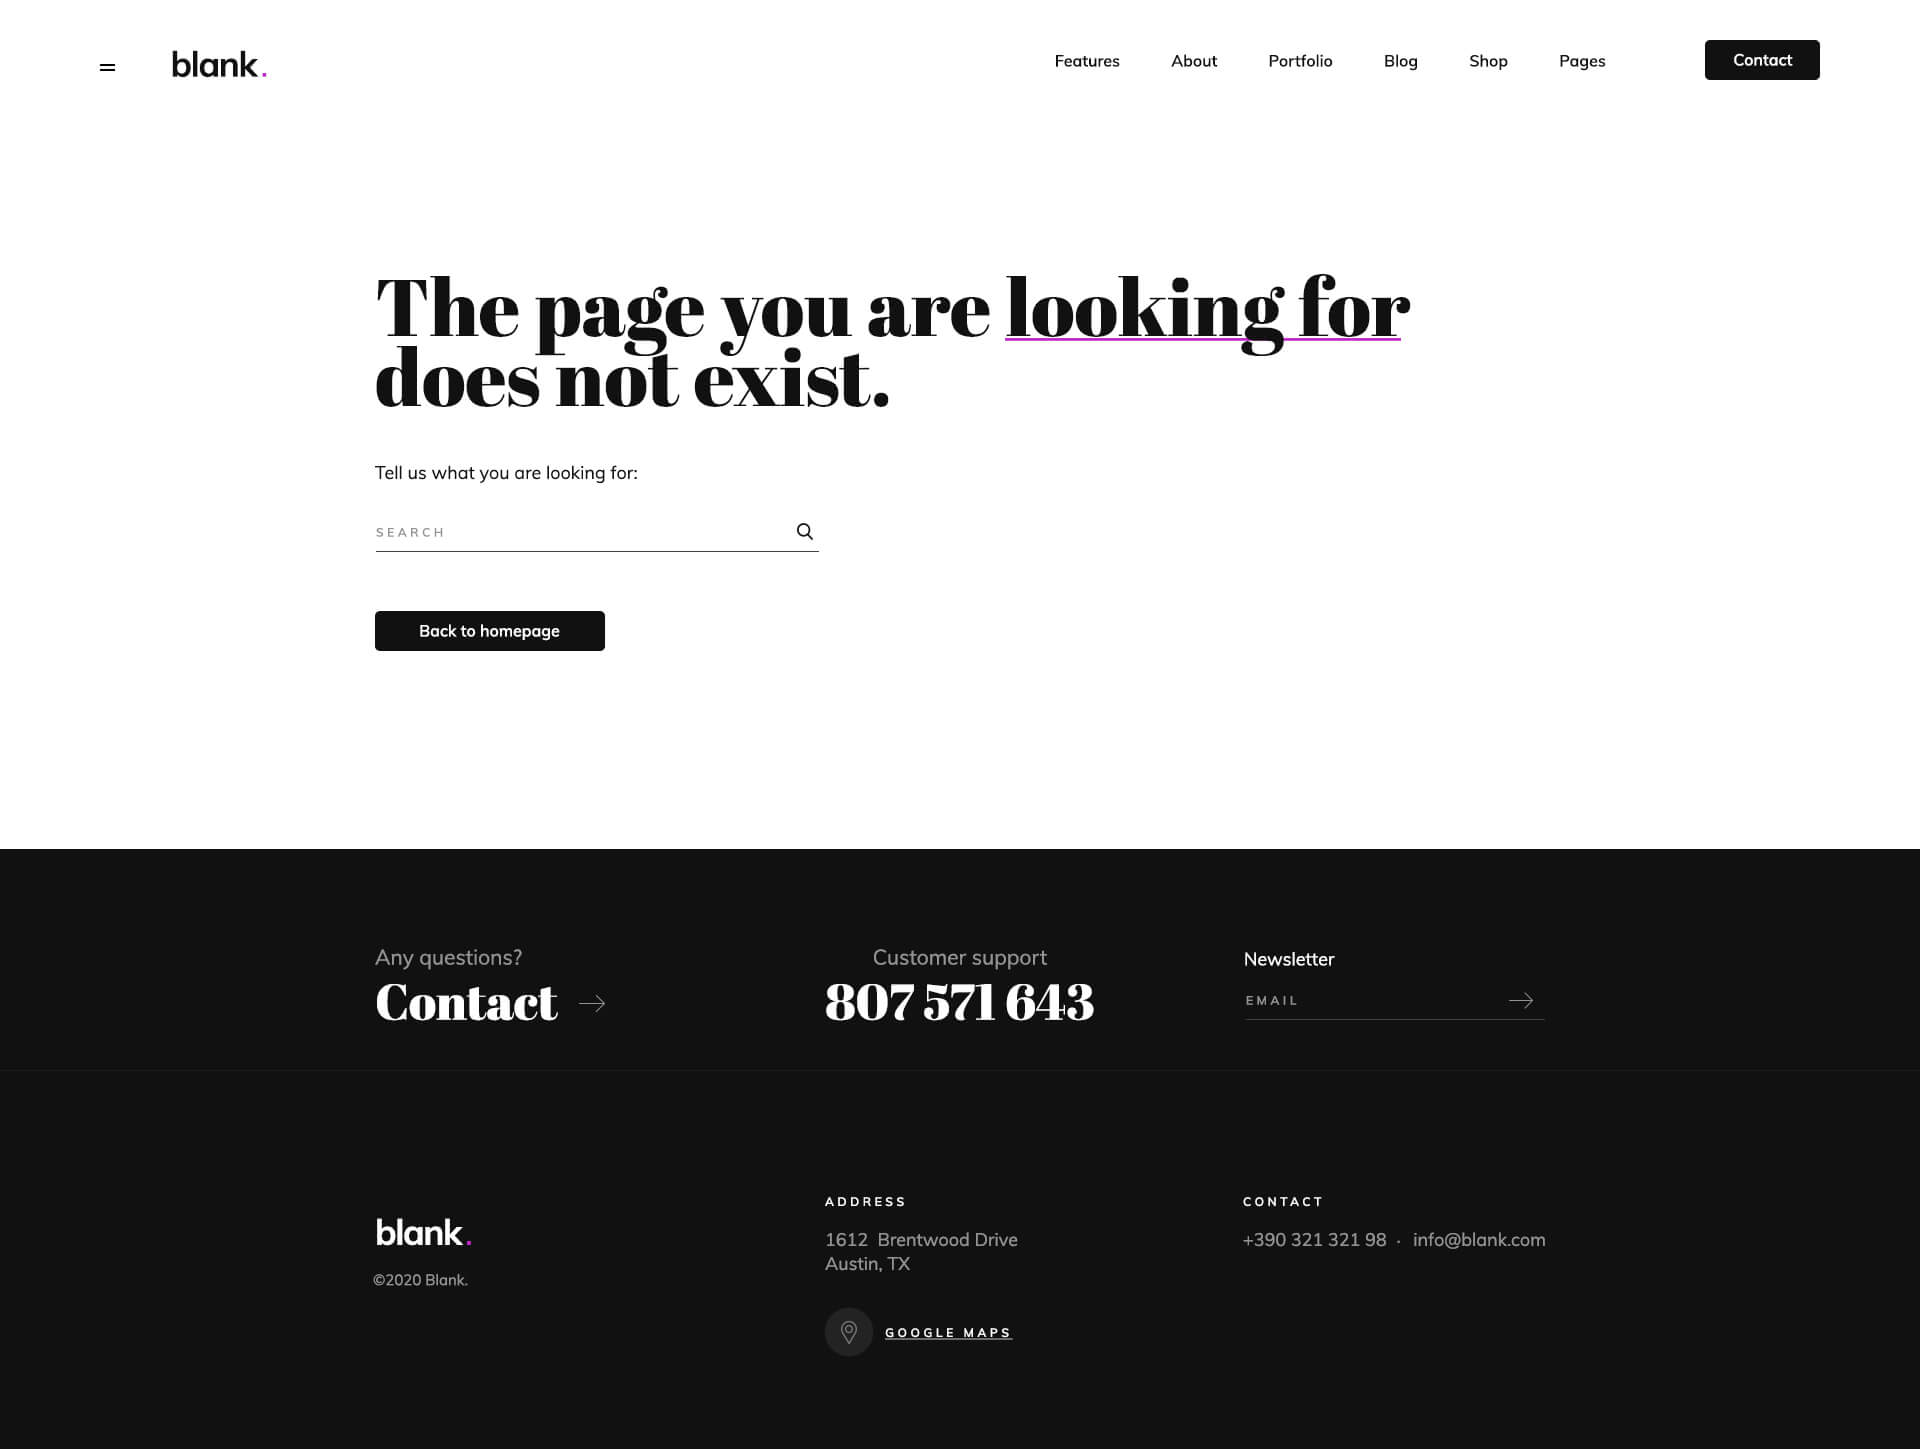 blank.
Features About Portfolio Blog Shop Pages Contact
The page you are looking for
does not exist.
Tell us what you are looking for:
SEARCH
Back to homepage
Any questions?
Contact
Customer support
807 571 643
Newsletter
EMAIL
blank.
©2020 Blank.
ADDRESS
1612 Brentwood Drive
Austin, TX
GOOGLE MAPS
CONTACT
+390 321 321 98 · info@blank.com